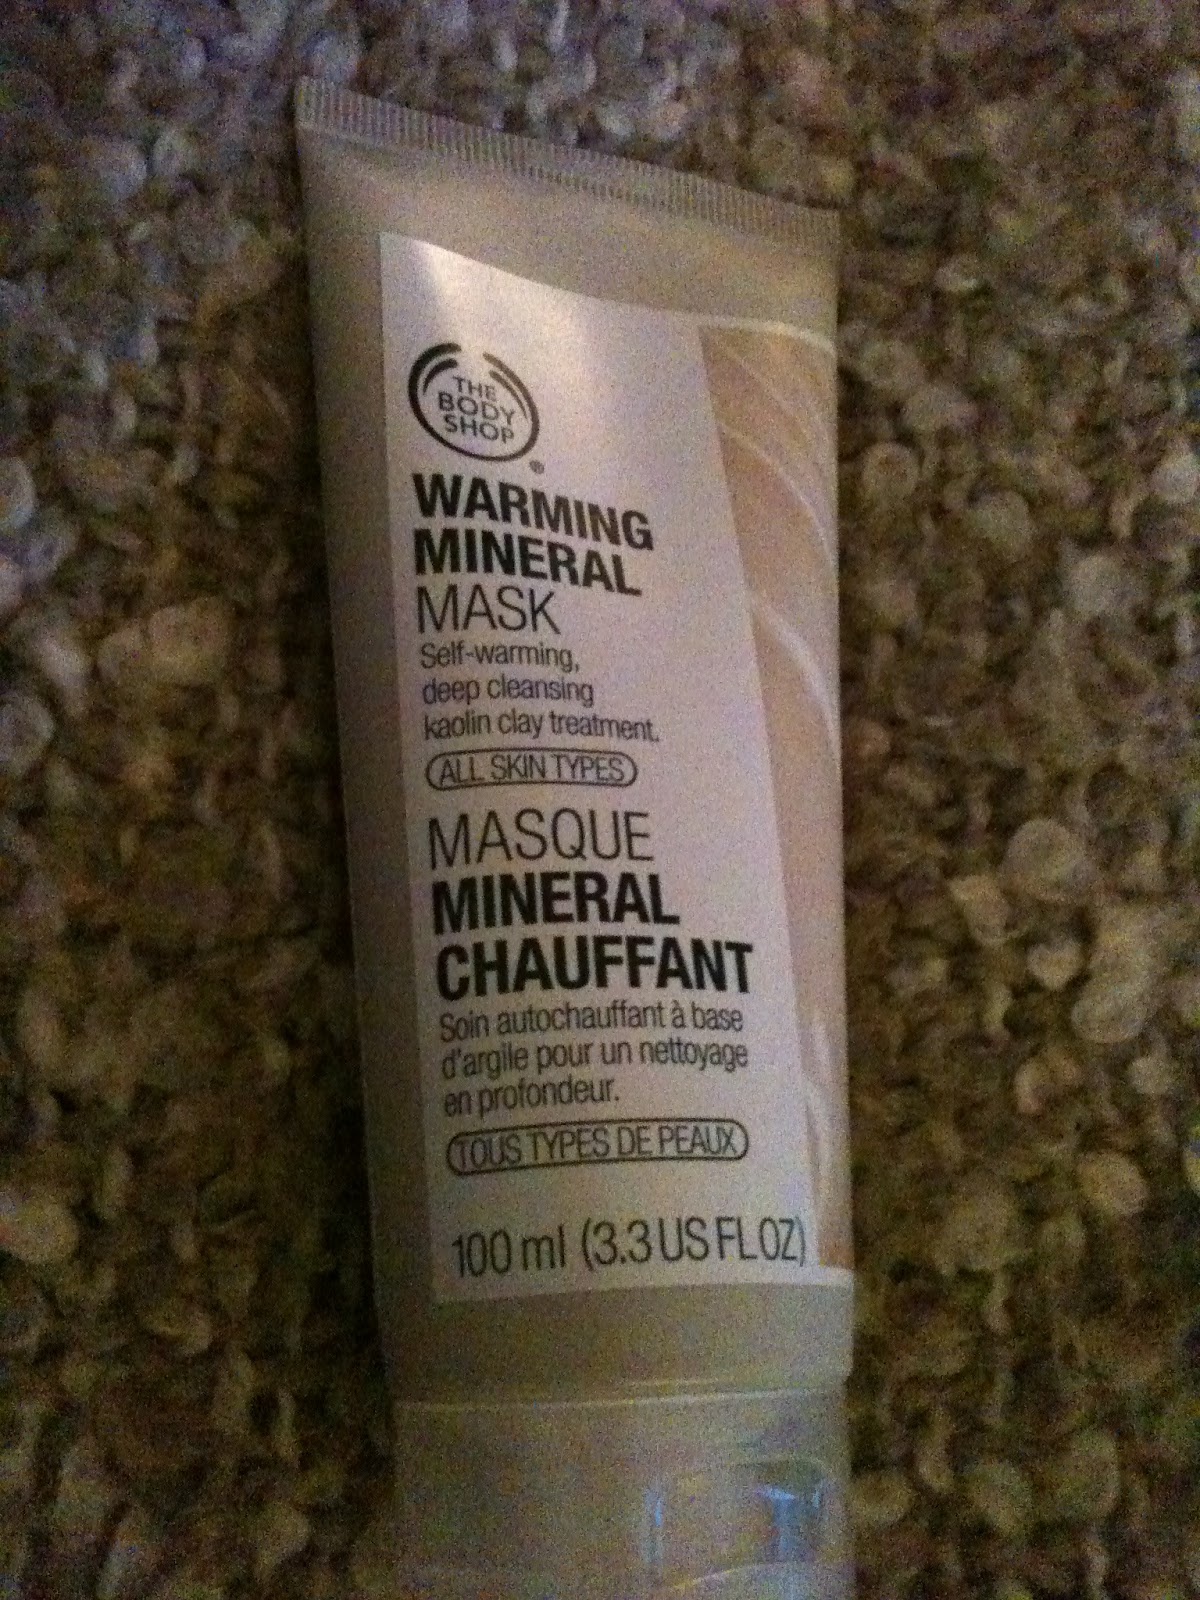 THE
BODY
SHOP
®
WARMING
MINERAL
MASK
Self-warming,
deep cleansing
kaolin clay treatment.
ALL SKIN TYPES
MASQUE
MINERAL
CHAUFFANT
Soin autochauffant à base
d'argile pour un nettoyage
en profondeur.
TOUS TYPES DE PEAUX
100 ml (3.3 US FL OZ)